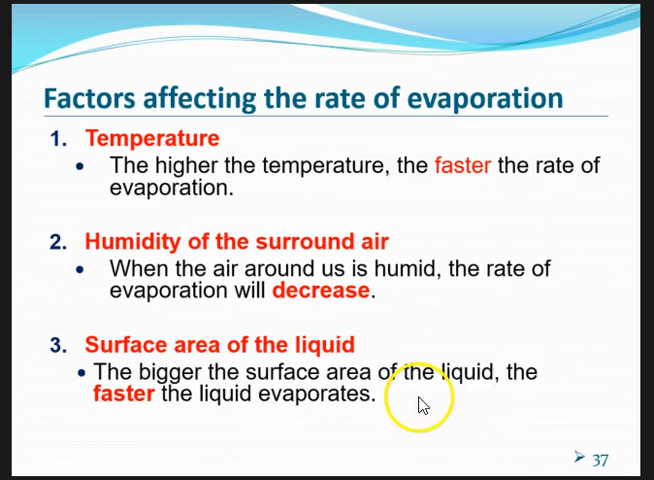 Factors affecting the rate of evaporation
1. Temperature
• The higher the temperature, the faster the rate of
evaporation.
2. Humidity of the surround air
• When the air around us is humid, the rate of
evaporation will decrease.
3. Surface area of the liquid
• The bigger the surface area of the liquid, the
faster the liquid evaporates.
➢ 37